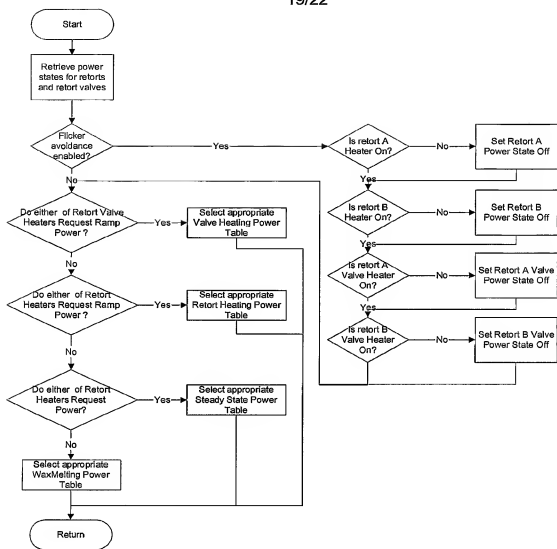 19/22
Start
Retrieve power
states for retorts
and retort valves
Flicker
avoidance
enabled?
Yes
No
Is retort A
Heater On?
No
Yes
Set Retort A
Power State Off
Is retort B
Heater On?
No
Yes
Set Retort B
Power State Off
Is retort A
Valve Heater
On?
No
Yes
Set Retort A Valve
Power State Off
Is retort B
Valve Heater
On?
No
Set Retort B Valve
Power State Off
Do either of Retort Valve
Heaters Request Ramp
Power ?
Yes
No
Select appropriate
Valve Heating Power
Table
Do either of Retort
Heaters Request Ramp
Power ?
Yes
No
Select appropriate
Retort Heating Power
Table
Do either of Retort
Heaters Request
Power?
Yes
No
Select appropriate
Steady State Power
Table
Select appropriate
WaxMelting Power
Table
Return